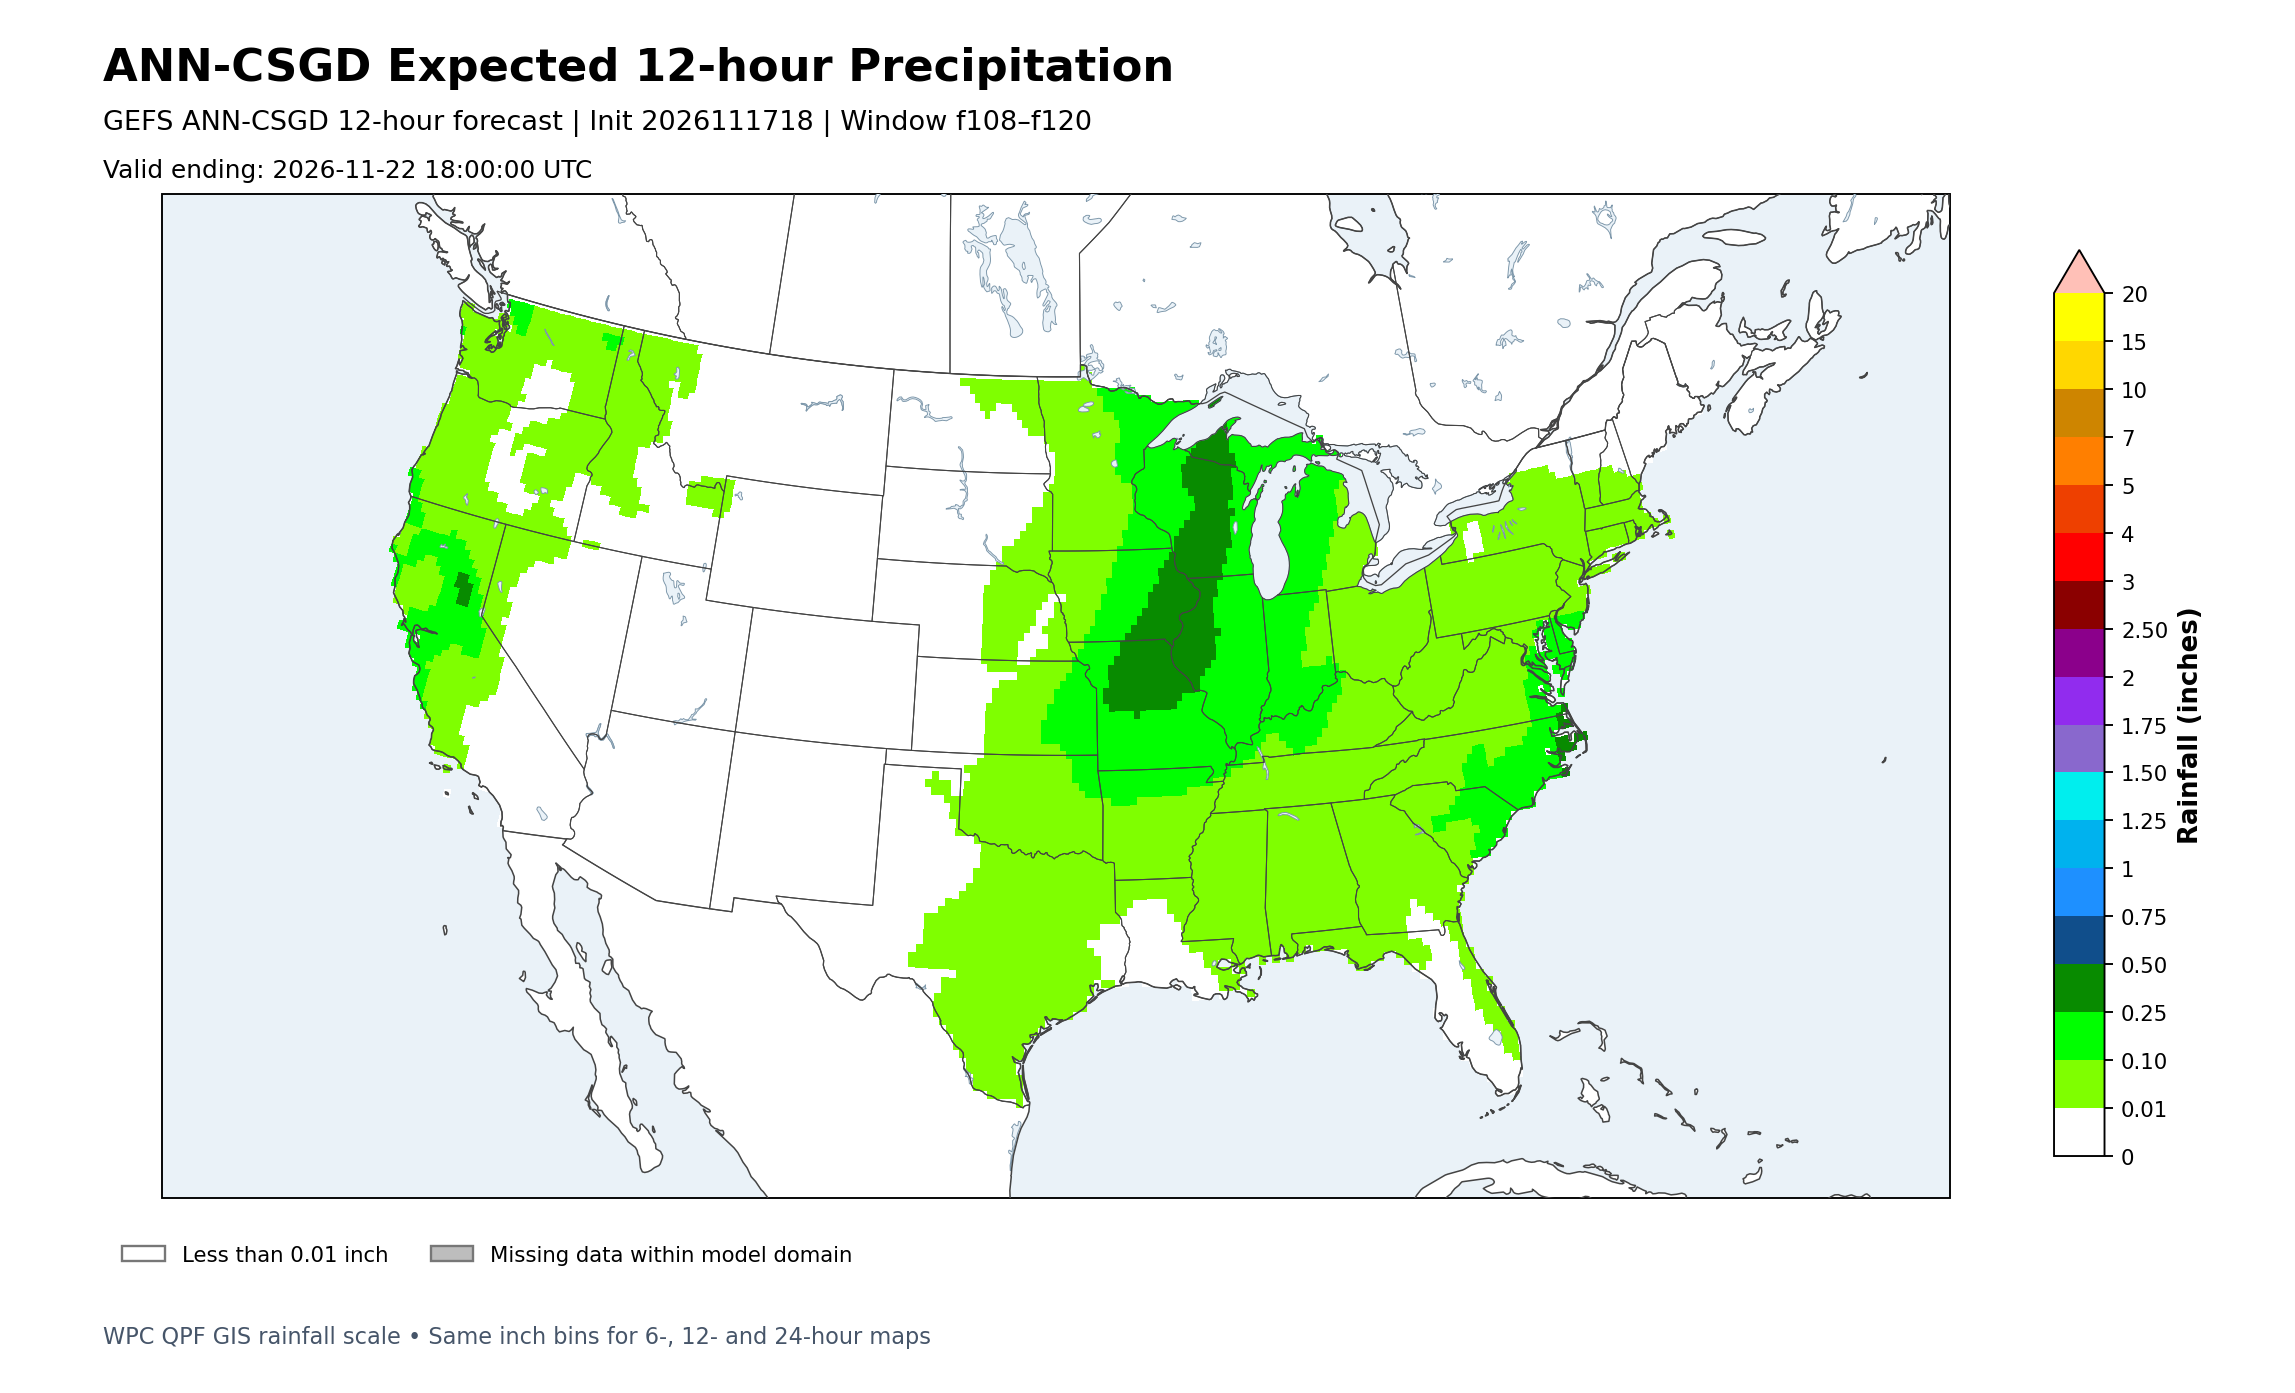 ANN-CSGD Expected 12-hour Precipitation
GEFS ANN-CSGD 12-hour forecast | Init 2026111718 | Window f108–f120
Valid ending: 2026-11-22 18:00:00 UTC
20
15
10
7
5
4
3
2.50
2
1.75
1.50
1.25
1
0.75
0.50
0.25
0.10
0.01
0
Rainfall (inches)
Less than 0.01 inch
Missing data within model domain
WPC QPF GIS rainfall scale • Same inch bins for 6-, 12- and 24-hour maps